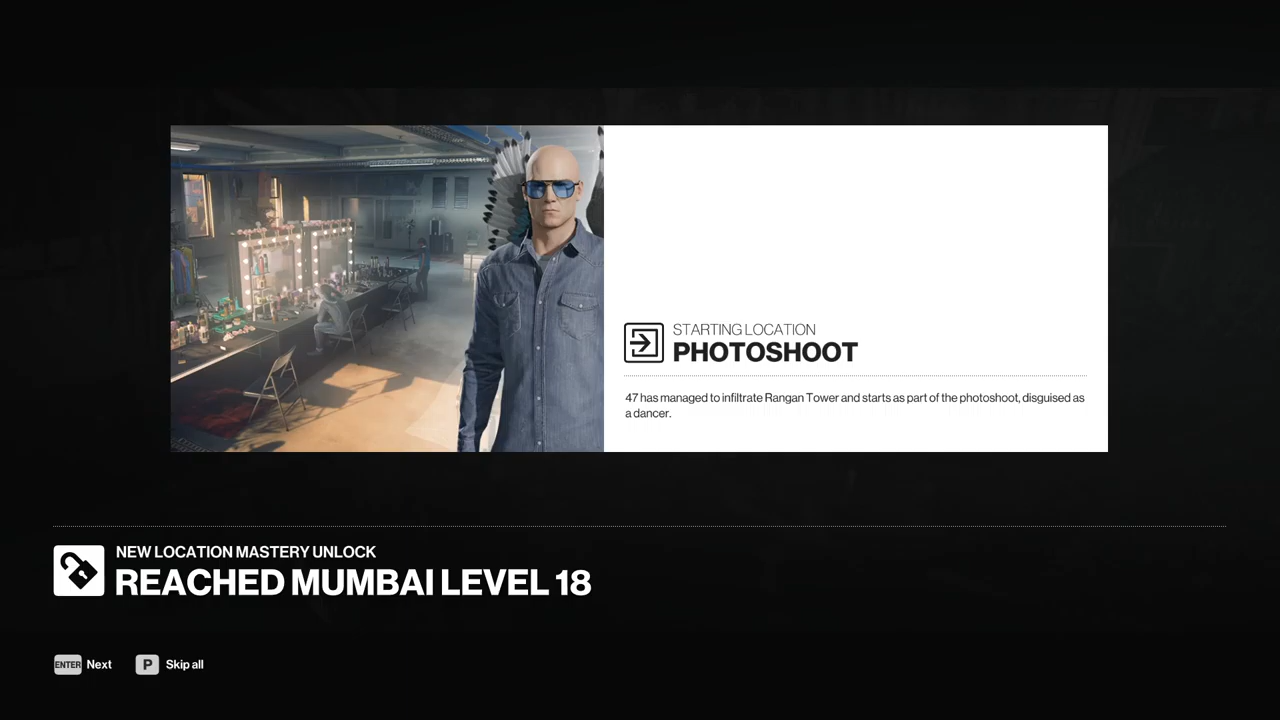 STARTING LOCATION
PHOTOSHOOT
47 has managed to infiltrate Rangan Tower and starts as part of the photoshoot, disguised as
a dancer.
NEW LOCATION MASTERY UNLOCK
REACHED MUMBAI LEVEL 18
ENTER Next P Skip all